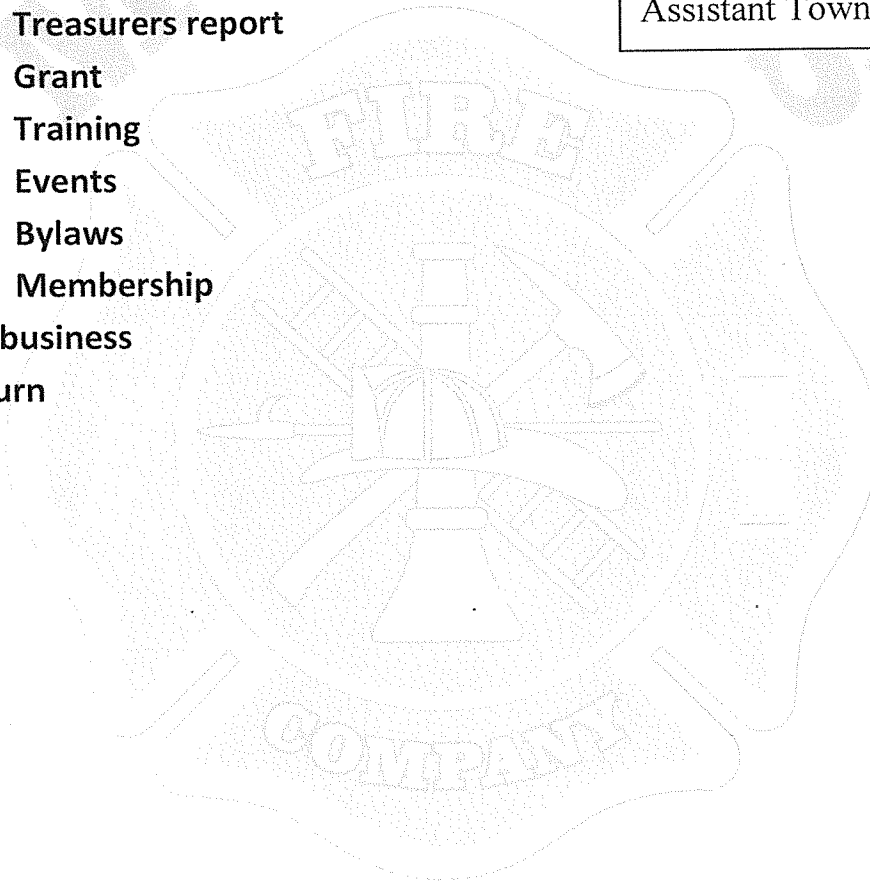 Treasurers report
Assistant Town
Grant
Training
Events
Bylaws
Membership
business
urn
FIRE
COMPANY